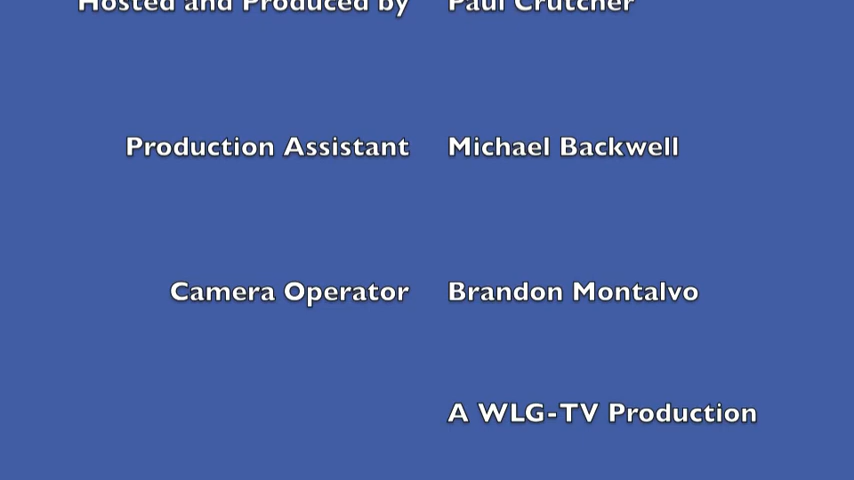 Hosted and Produced by Paul Crutcher
Production Assistant Michael Backwell
Camera Operator Brandon Montalvo
A WLG-TV Production